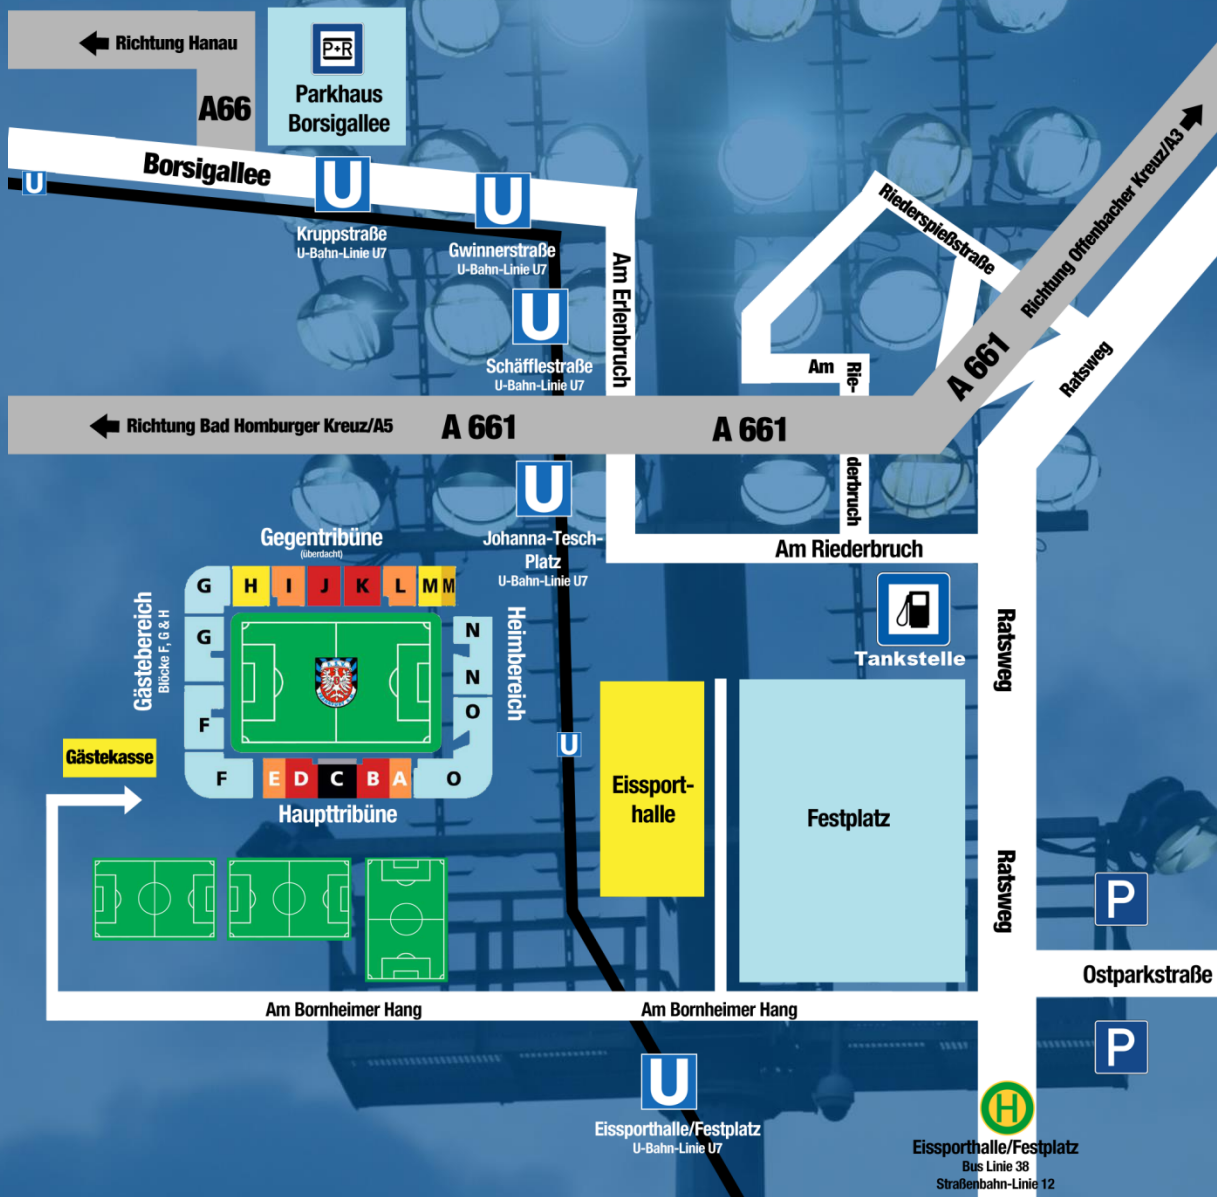 Richtung Hanau
A66
P+R
Parkhaus
Borsigallee
Borsigallee
U
U
Kruppstraße
U-Bahn-Linie U7
U
Gwinnerstraße
U-Bahn-Linie U7
U
Schäfflestraße
U-Bahn-Linie U7
Am Erlenbruch
Riederspießstraße
Richtung Offenbacher Kreuz/A3
A 661
Ratsweg
Am
Rie-
derbruch
Richtung Bad Homburger Kreuz/A5
A 661
A 661
U
Johanna-Tesch-
Platz
U-Bahn-Linie U7
Am Riederbruch
Tankstelle
Ratsweg
Gegentribüne
(überdacht)
G H I J K L M M
Gästebereich
Blöcke F, G & H
G
F
F
N
N
O
O
Heimbereich
E D C B A
Haupttribüne
Gästekasse
U
Eissport-
halle
Festplatz
Ratsweg
P
Ostparkstraße
P
Am Bornheimer Hang
Am Bornheimer Hang
U
Eissporthalle/Festplatz
U-Bahn-Linie U7
H
Eissporthalle/Festplatz
Bus Linie 38
Straßenbahn-Linie 12